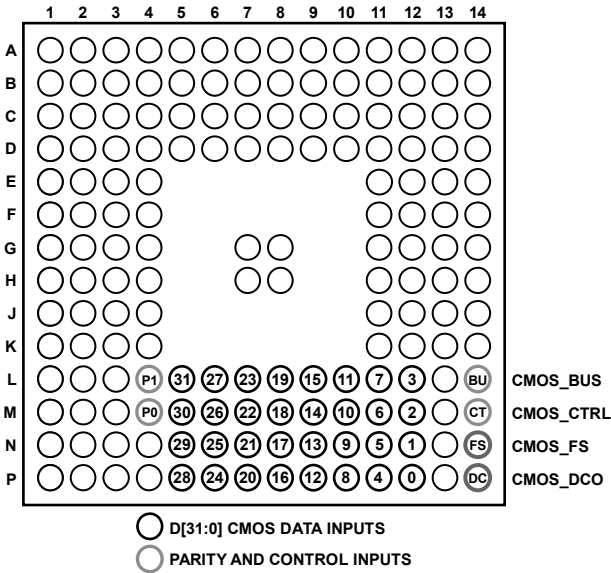 1 2 3 4 5 6 7 8 9 10 11 12 13 14
A
B
C
D
E
F
G
H
J
K
L P1 31 27 23 19 15 11 7 3 BU CMOS_BUS
M P0 30 26 22 18 14 10 6 2 CT CMOS_CTRL
N 29 25 21 17 13 9 5 1 FS CMOS_FS
P 28 24 20 16 12 8 4 0 DC CMOS_DCO
D[31:0] CMOS DATA INPUTS
PARITY AND CONTROL INPUTS